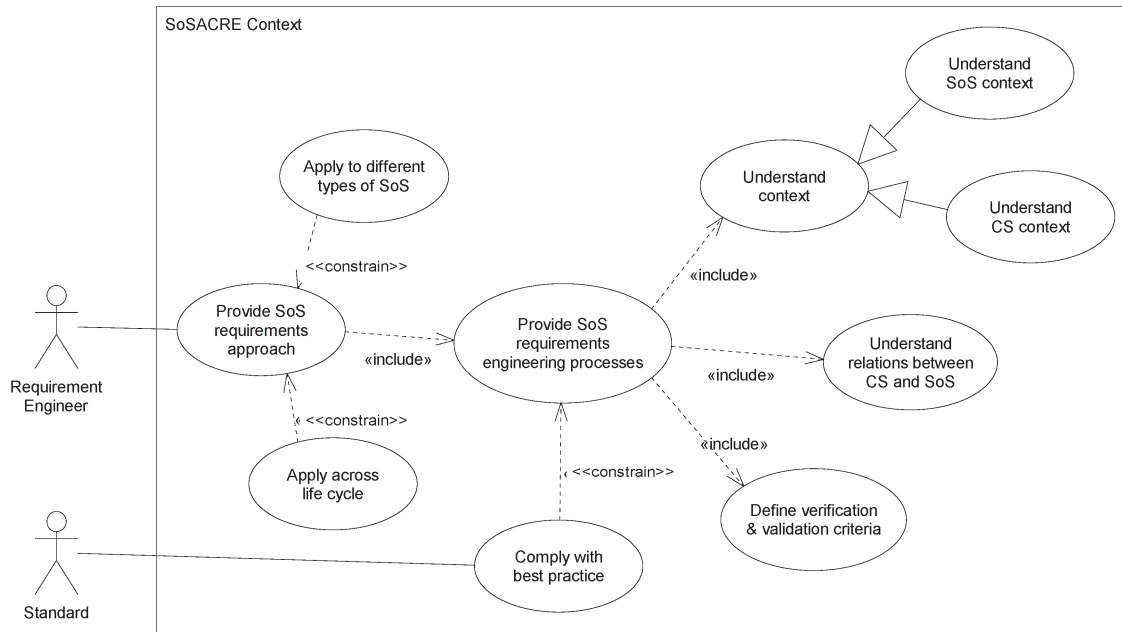 SoSACRE Context
Understand
SoS context
Apply to different
types of SoS
Understand
context
Understand
CS context
<<constrain>>
«include»
Provide SoS
requirements
approach
Provide SoS
requirements
engineering processes
«include»
Understand
relations between
CS and SoS
«include»
Requirement
Engineer
<<constrain>>
«include»
Apply across
life cycle
<<constrain>>
Define verification
& validation criteria
Comply with
best practice
Standard